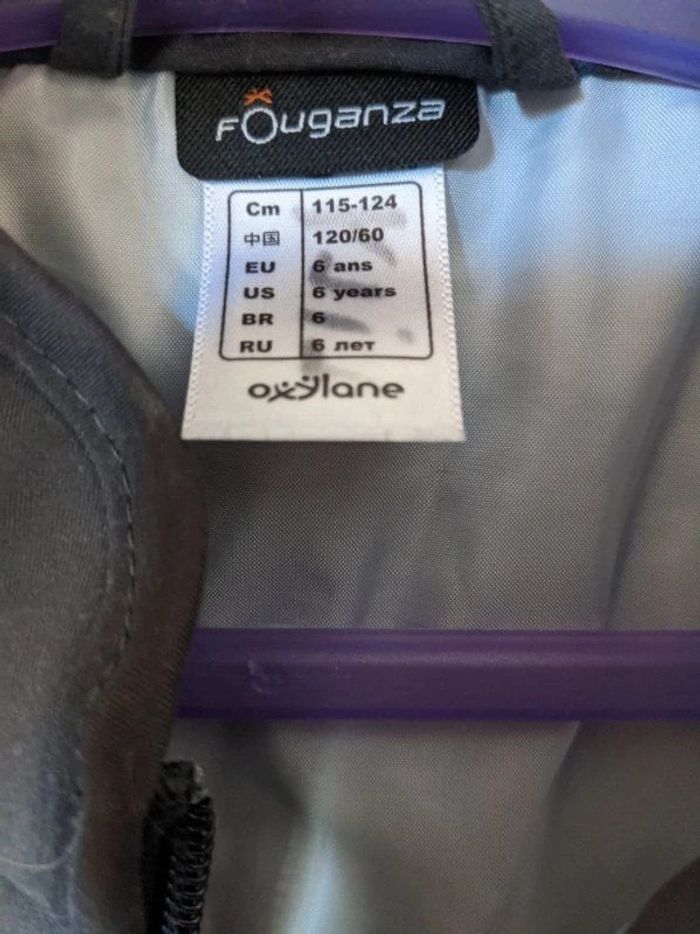 FOuganza
Cm 115-124
中国 120/60
EU 6 ans
US 6 years
BR 6
RU 6 лет
oxylane